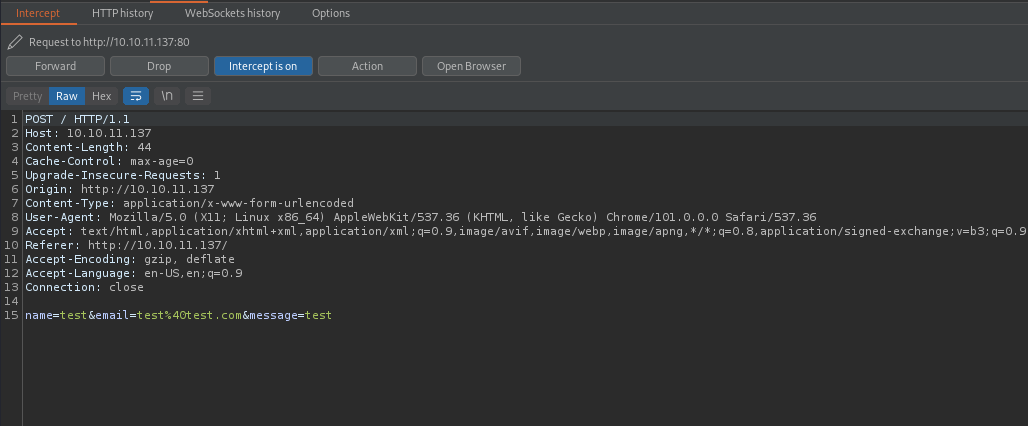 Intercept HTTP history WebSockets history Options
Request to http://10.10.11.137:80
Forward Drop Intercept is on Action Open Browser
Pretty Raw Hex \n
1 POST / HTTP/1.1
2 Host: 10.10.11.137
3 Content-Length: 44
4 Cache-Control: max-age=0
5 Upgrade-Insecure-Requests: 1
6 Origin: http://10.10.11.137
7 Content-Type: application/x-www-form-urlencoded
8 User-Agent: Mozilla/5.0 (X11; Linux x86_64) AppleWebKit/537.36 (KHTML, like Gecko) Chrome/101.0.0.0 Safari/537.36
9 Accept: text/html,application/xhtml+xml,application/xml;q=0.9,image/avif,image/webp,image/apng,*/*;q=0.8,application/signed-exchange;v=b3;q=0.9
10 Referer: http://10.10.11.137/
11 Accept-Encoding: gzip, deflate
12 Accept-Language: en-US,en;q=0.9
13 Connection: close
14
15 name=test&email=test%40test.com&message=test